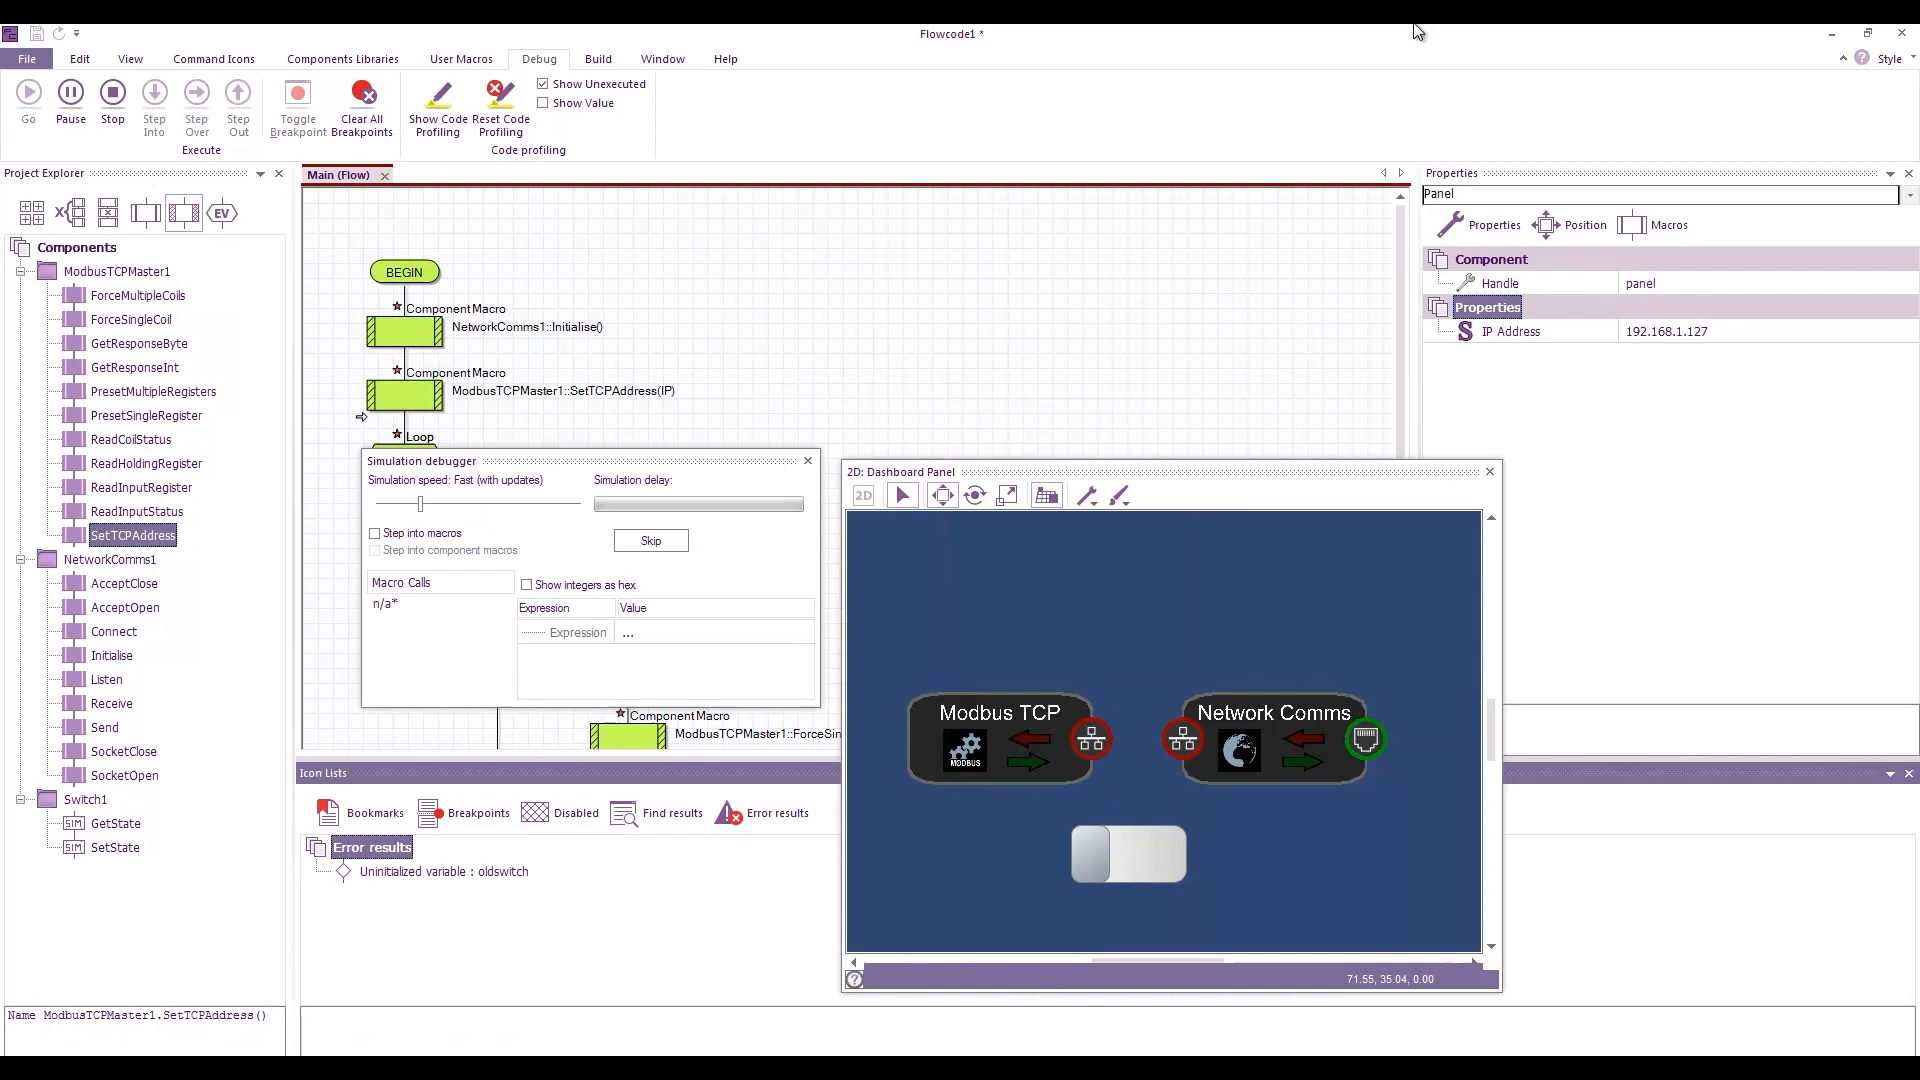 Flowcode1 *
File Edit View Command Icons Components Libraries User Macros Debug Build Window Help
Style
Go Pause Stop Step Into Step Over Step Out Toggle Breakpoint Clear All Breakpoints Show Code Profiling Reset Code Profiling
Show Unexecuted
Show Value
Execute
Code profiling
Project Explorer
EV
Components
ModbusTCPMaster1
ForceMultipleCoils
ForceSingleCoil
GetResponseByte
GetResponseInt
PresetMultipleRegisters
PresetSingleRegister
ReadCoilStatus
ReadHoldingRegister
ReadInputRegister
ReadInputStatus
SetTCPAddress
NetworkComms1
AcceptClose
AcceptOpen
Connect
Initialise
Listen
Receive
Send
SocketClose
SocketOpen
Switch1
SIM GetState
SIM SetState
Name ModbusTCPMaster1.SetTCPAddress()
Main (Flow)
BEGIN
Component Macro
NetworkComms1::Initialise()
Component Macro
ModbusTCPMaster1::SetTCPAddress(IP)
Loop
Simulation debugger
Simulation speed: Fast (with updates)
Simulation delay:
Step into macros
Step into component macros
Skip
Macro Calls
n/a*
Show integers as hex
Expression Value
Expression ...
Component Macro
ModbusTCPMaster1::ForceSin
2D: Dashboard Panel
2D
Modbus TCP
MODBUS
Network Comms
71.55, 35.04, 0.00
Icon Lists
Bookmarks Breakpoints Disabled Find results Error results
Error results
Uninitialized variable : oldswitch
Properties
Panel
Properties Position Macros
Component
Handle panel
Properties
S IP Address 192.168.1.127